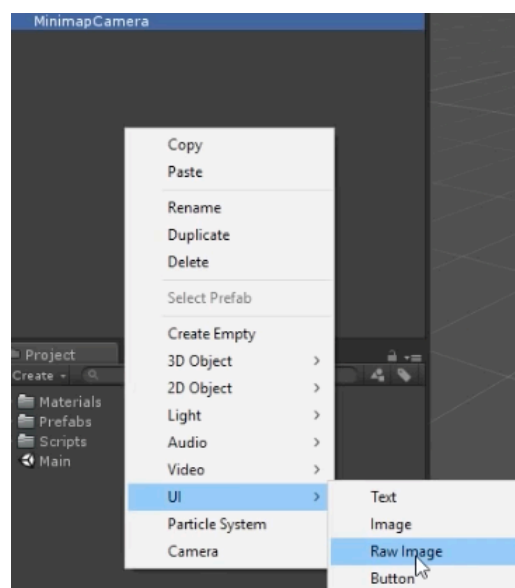 MinimapCamera
Copy
Paste
Rename
Duplicate
Delete
Select Prefab
Create Empty
3D Object
2D Object
Light
Audio
Video
UI
Particle System
Camera
Project
Create
Materials
Prefabs
Scripts
Main
Text
Image
Raw Image
Button